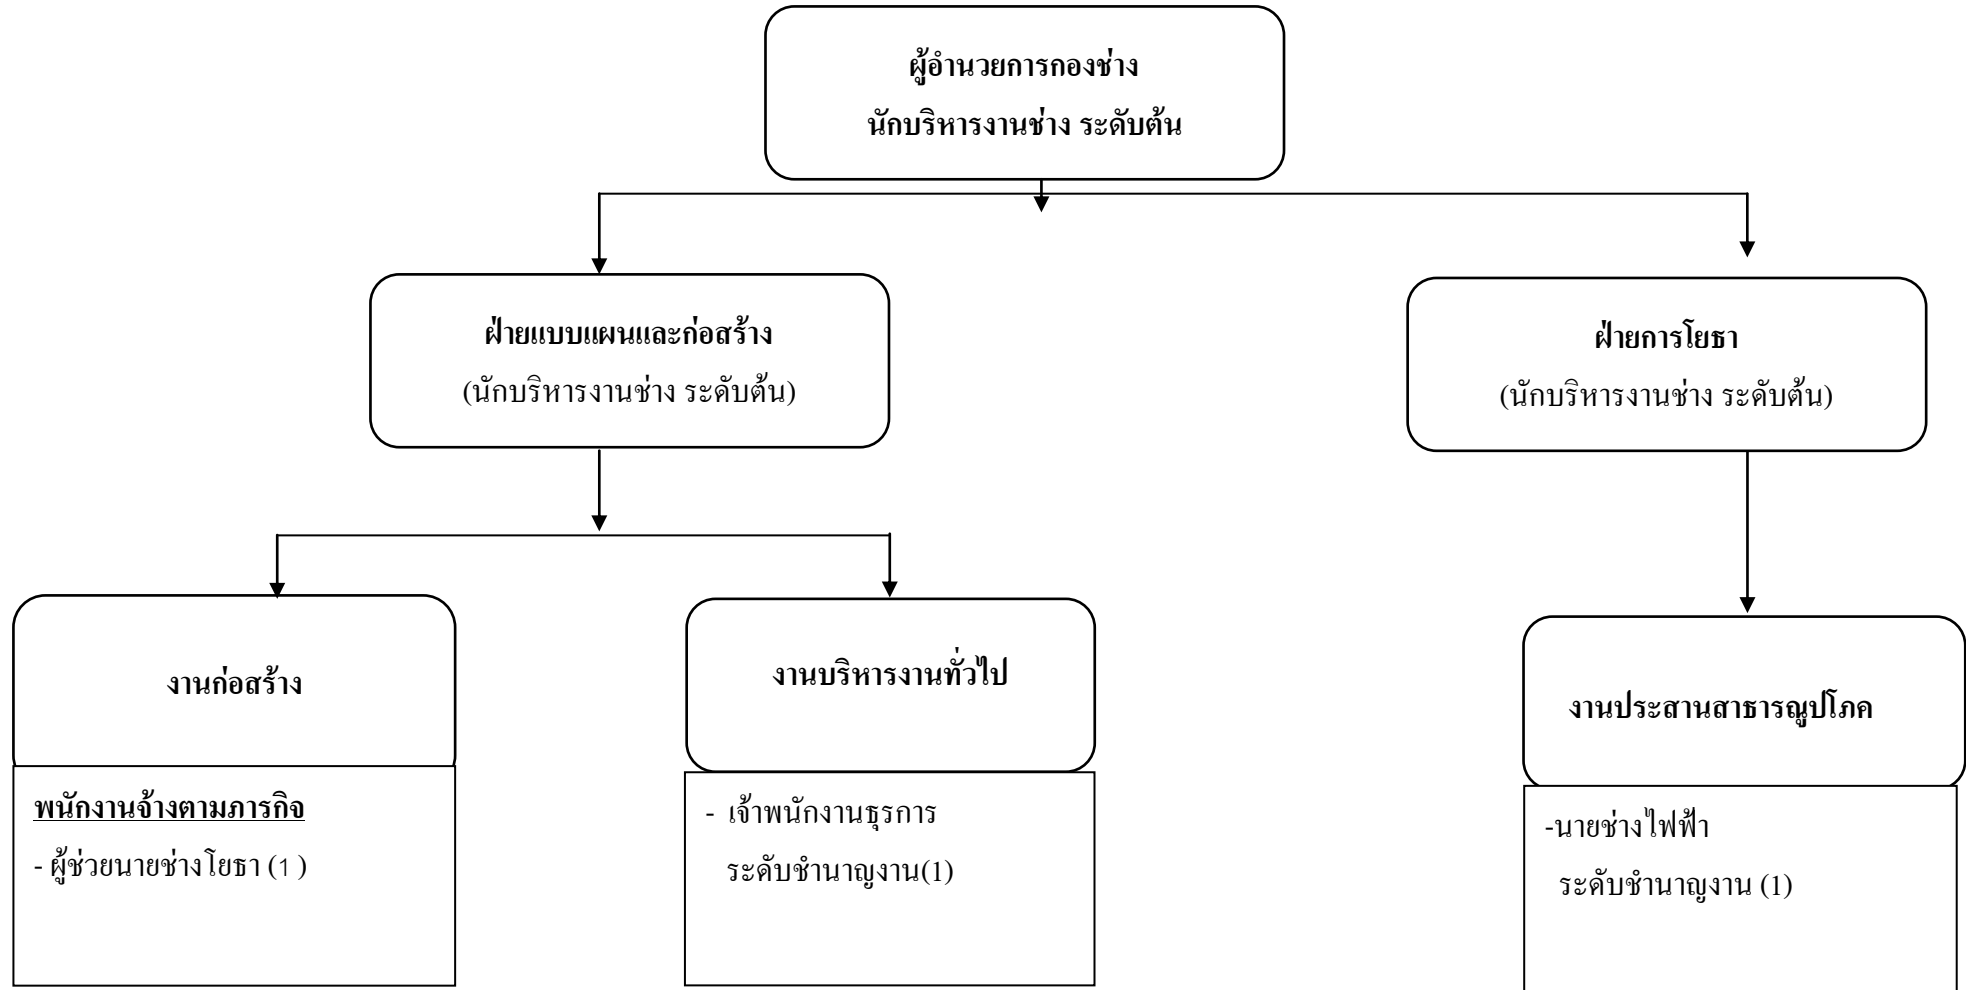 ผู้อำนวยการกองช่าง
นักบริหารงานช่าง ระดับต้น
ฝ่ายแบบแผนและก่อสร้าง
(นักบริหารงานช่าง ระดับต้น)
ฝ่ายการโยธา
(นักบริหารงานช่าง ระดับต้น)
งานก่อสร้าง
พนักงานจ้างตามภารกิจ
- ผู้ช่วยนายช่างโยธา (1 )
งานบริหารงานทั่วไป
- เจ้าพนักงานธุรการ
ระดับชำนาญงาน(1)
งานประสานสาธารณูปโภค
-นายช่างไฟฟ้า
ระดับชำนาญงาน (1)